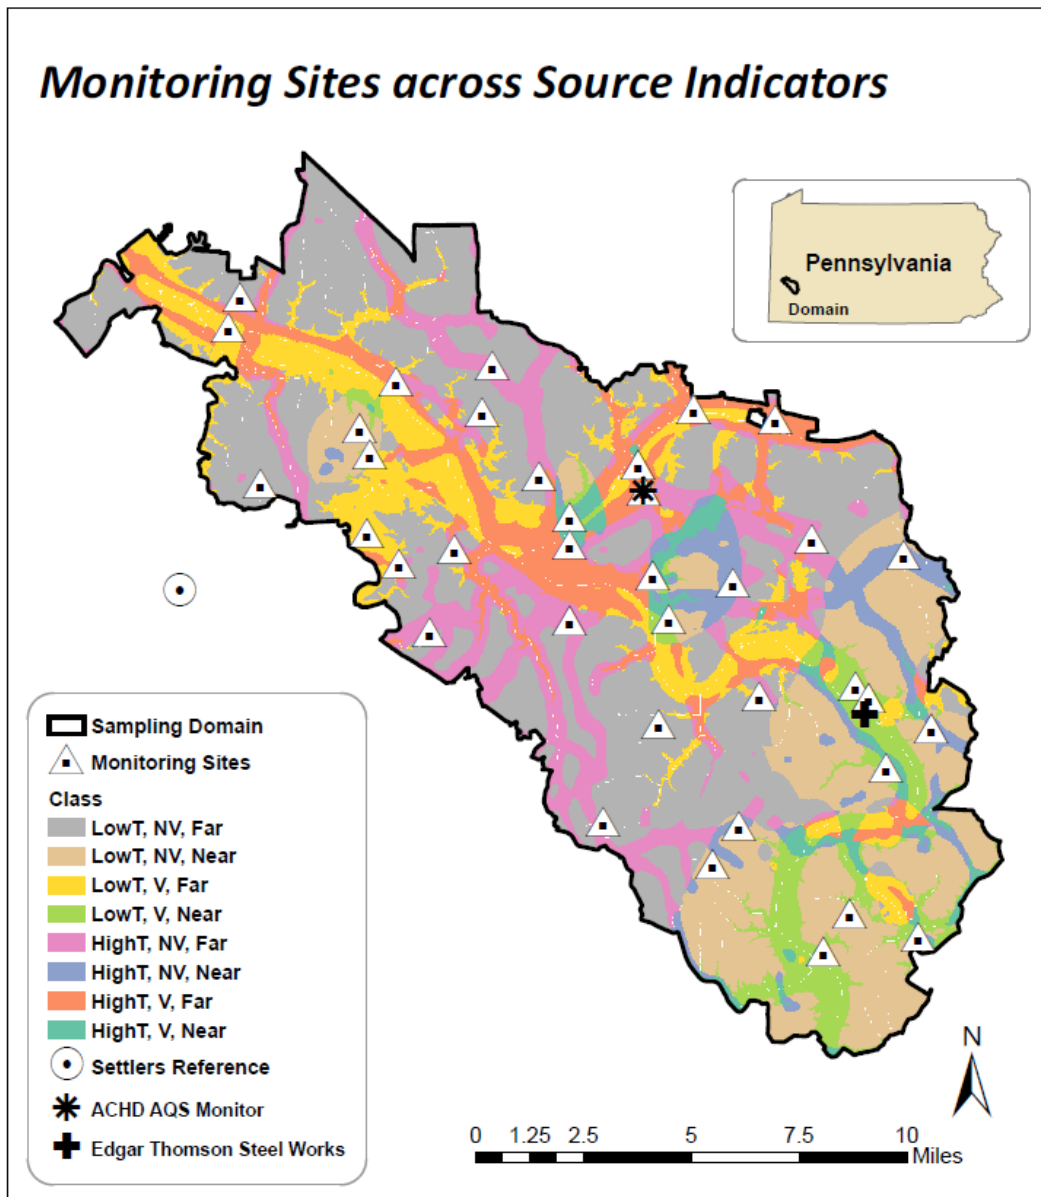 Monitoring Sites across Source Indicators
Pennsylvania
Domain
Sampling Domain
Monitoring Sites
Class
LowT, NV, Far
LowT, NV, Near
LowT, V, Far
LowT, V, Near
HighT, NV, Far
HighT, NV, Near
HighT, V, Far
HighT, V, Near
Settlers Reference
ACHD AQS Monitor
Edgar Thomson Steel Works
N
0 1.25 2.5 5 7.5 10
Miles